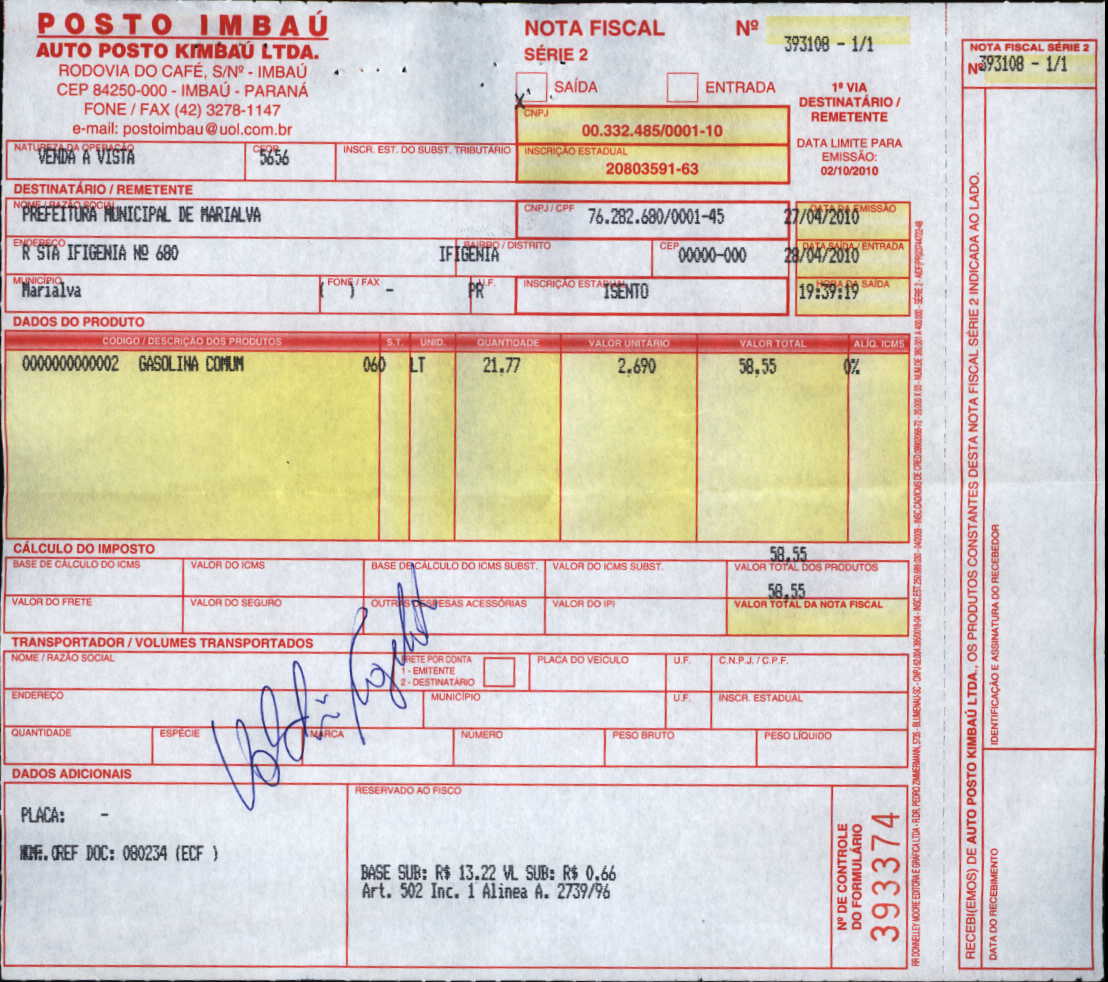 POSTO IMBAÚ
AUTO POSTO KIMBAÚ LTDA.
RODOVIA DO CAFÉ, S/Nº - IMBAÚ
CEP 84250-000 - IMBAÚ - PARANÁ
FONE / FAX (42) 3278-1147
e-mail: postoimbau@uol.com.br
NOTA FISCAL Nº 393108 - 1/1
SÉRIE 2
X SAÍDA ENTRADA
1ª VIA
DESTINATÁRIO /
REMETENTE
DATA LIMITE PARA
EMISSÃO:
02/10/2010
CNPJ
00.332.485/0001-10
NATUREZA DA OPERAÇÃO
VENDA A VISTA
CFOP
5656
INSCR. EST. DO SUBST. TRIBUTÁRIO
INSCRIÇÃO ESTADUAL
20803591-63
DESTINATÁRIO / REMETENTE
NOME / RAZÃO SOCIAL
PREFEITURA MUNICIPAL DE MARIALVA
CNPJ / CPF
76.282.680/0001-45
DATA DA EMISSÃO
27/04/2010
ENDEREÇO
R STA IFIGENIA Nº 680
BAIRRO / DISTRITO
IFIGENIA
CEP
00000-000
DATA SAÍDA / ENTRADA
28/04/2010
MUNICÍPIO
Marialva
FONE / FAX
( ) -
U.F.
PR
INSCRIÇÃO ESTADUAL
ISENTO
HORA DA SAÍDA
19:39:19
DADOS DO PRODUTO
CÓDIGO / DESCRIÇÃO DOS PRODUTOS S.T. UNID. QUANTIDADE VALOR UNITÁRIO VALOR TOTAL ALÍQ. ICMS
0000000000002 GASOLINA COMUM 060 LT 21,77 2,690 58,55 0%
CÁLCULO DO IMPOSTO
BASE DE CÁLCULO DO ICMS VALOR DO ICMS BASE DE CÁLCULO DO ICMS SUBST. VALOR DO ICMS SUBST. VALOR TOTAL DOS PRODUTOS
58,55
VALOR DO FRETE VALOR DO SEGURO OUTRAS DESPESAS ACESSÓRIAS VALOR DO IPI VALOR TOTAL DA NOTA FISCAL
58,55
TRANSPORTADOR / VOLUMES TRANSPORTADOS
NOME / RAZÃO SOCIAL FRETE POR CONTA PLACA DO VEÍCULO U.F. C.N.P.J. / C.P.F.
1 - EMITENTE
2 - DESTINATÁRIO
ENDEREÇO MUNICÍPIO U.F. INSCR. ESTADUAL
QUANTIDADE ESPÉCIE MARCA NÚMERO PESO BRUTO PESO LÍQUIDO
DADOS ADICIONAIS
PLACA: -
REF DOC: 080234 (ECF )
RESERVADO AO FISCO
BASE SUB: R$ 13.22 VL SUB: R$ 0.66
Art. 502 Inc. 1 Alinea A. 2739/96
Nº DE CONTROLE
DO FORMULÁRIO
393374
NOTA FISCAL SÉRIE 2
Nº 393108 - 1/1
RECEBI(EMOS) DE AUTO POSTO KIMBAÚ LTDA., OS PRODUTOS CONSTANTES DESTA NOTA FISCAL SÉRIE 2 INDICADA AO LADO.
DATA DO RECEBIMENTO
IDENTIFICAÇÃO E ASSINATURA DO RECEBEDOR